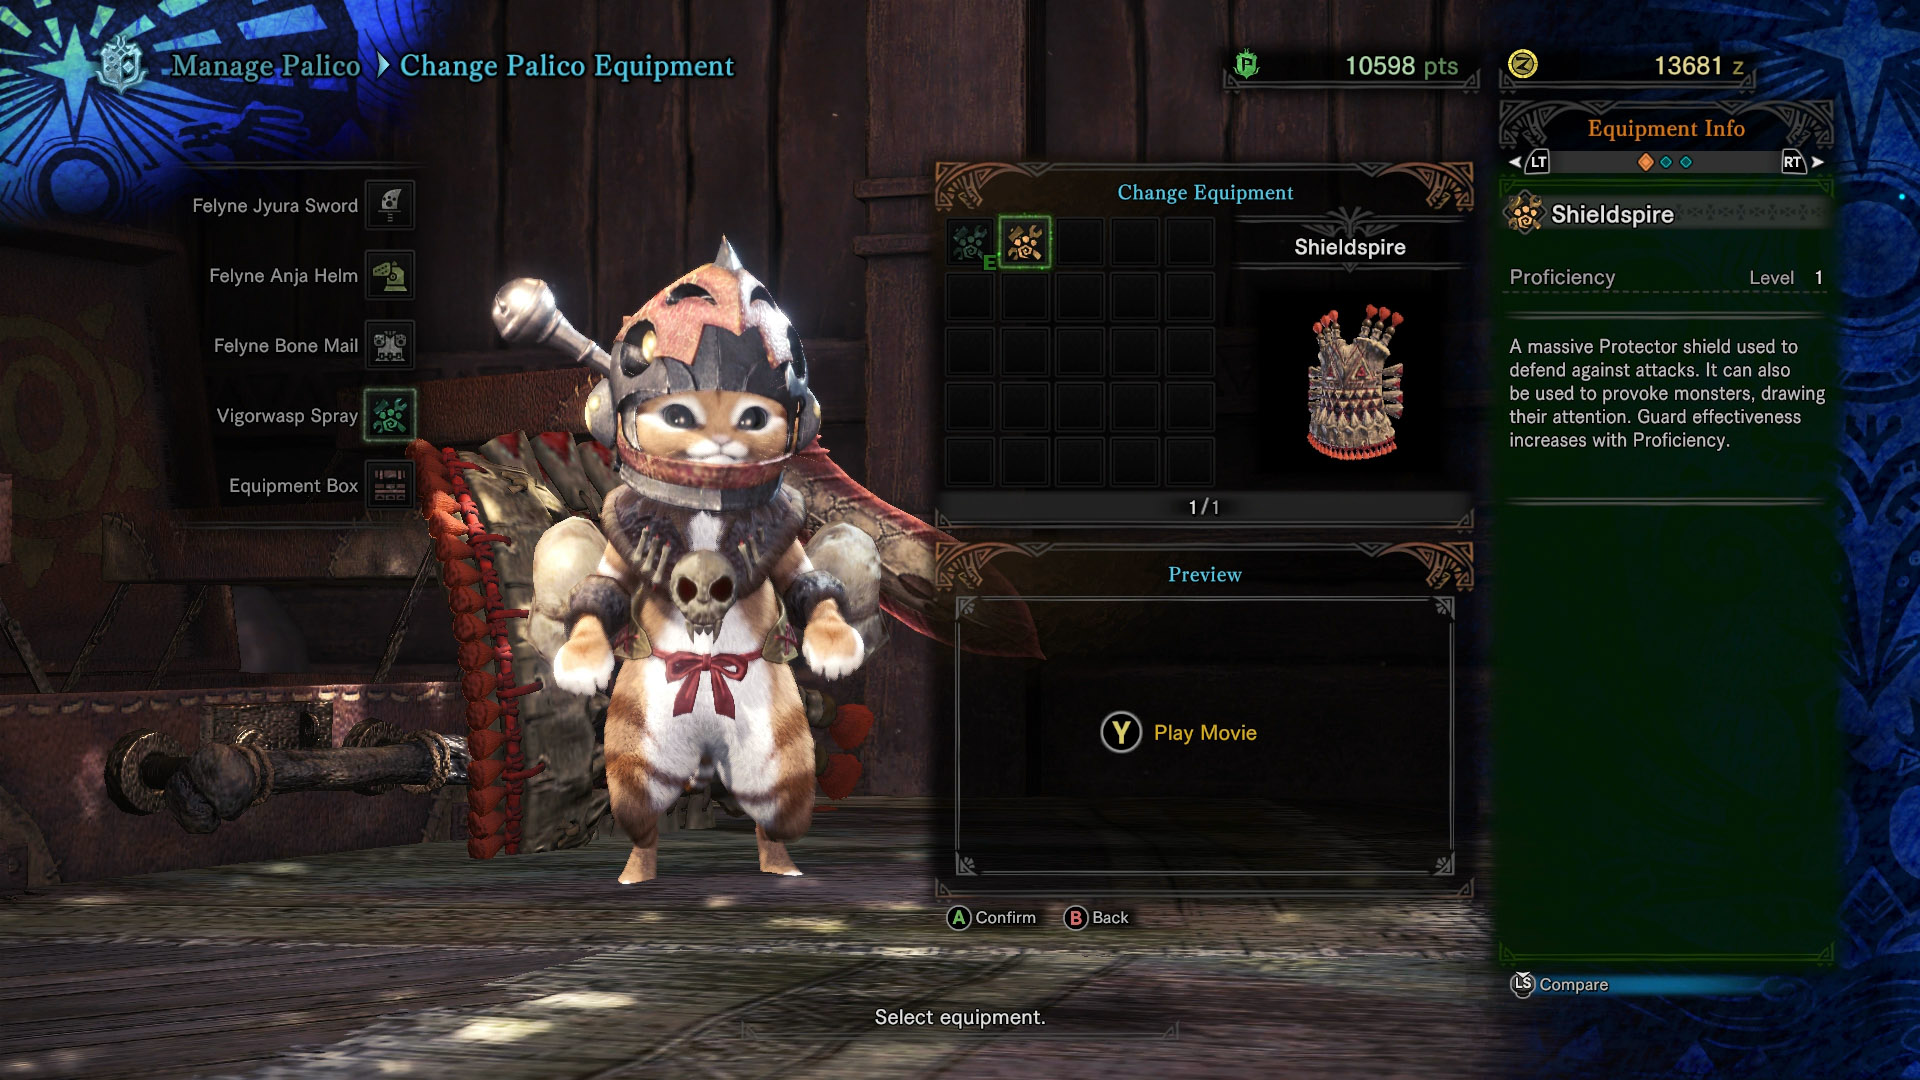 Manage Palico
Change Palico Equipment
10598 pts
13681 z
Equipment Info
LT
RT
Shieldspire
Proficiency Level 1
A massive Protector shield used to
defend against attacks. It can also
be used to provoke monsters, drawing
their attention. Guard effectiveness
increases with Proficiency.
Felyne Jyura Sword
Felyne Anja Helm
Felyne Bone Mail
Vigorwasp Spray
Equipment Box
Change Equipment
E
Shieldspire
1/1
Preview
Y Play Movie
A Confirm B Back
LS Compare
Select equipment.